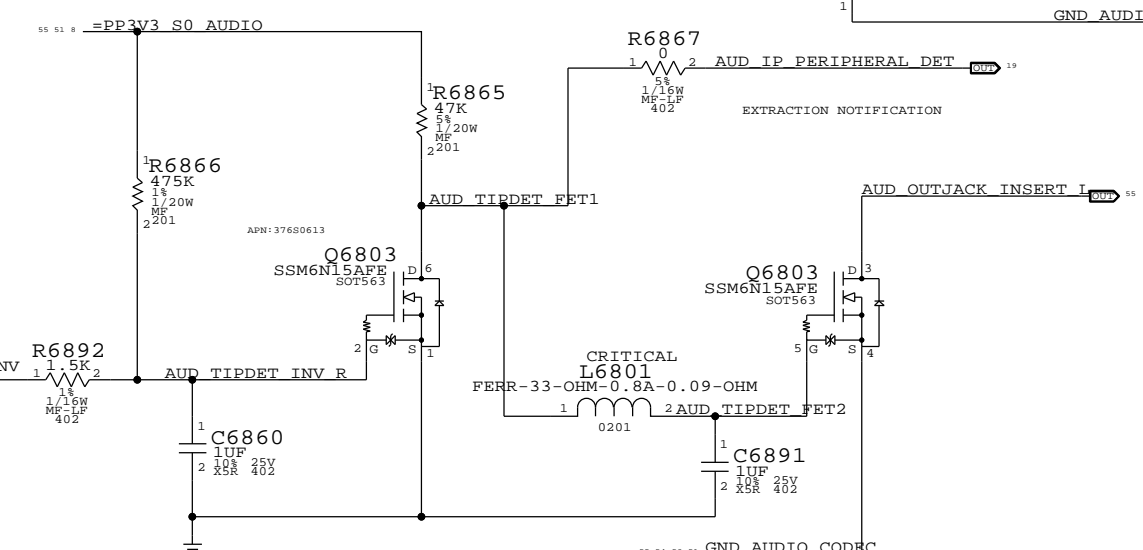 1
GND_AUDI
55 51 8
=PP3V3_S0_AUDIO
R6867
0
1
2
AUD_IP_PERIPHERAL_DET
OUT
19
5%
1/16W
MF-LF
402
EXTRACTION NOTIFICATION
1
R6865
47K
5%
1/20W
MF
2
201
1
R6866
475K
1%
1/20W
MF
2
201
AUD_TIPDET_FET1
AUD_OUTJACK_INSERT_L
OUT
55
APN:376S0613
Q6803
SSM6N15AFE
SOT563
D
6
2
G
S
1
Q6803
SSM6N15AFE
SOT563
D
3
5
G
S
4
NV
R6892
1.5K
1
2
1%
1/16W
MF-LF
402
AUD_TIPDET_INV_R
CRITICAL
L6801
FERR-33-OHM-0.8A-0.09-OHM
1
2
0201
AUD_TIPDET_FET2
1
C6860
1UF
10% 25V
2
X5R 402
1
C6891
1UF
10% 25V
2
X5R 402
GND_AUDIO_CODEC